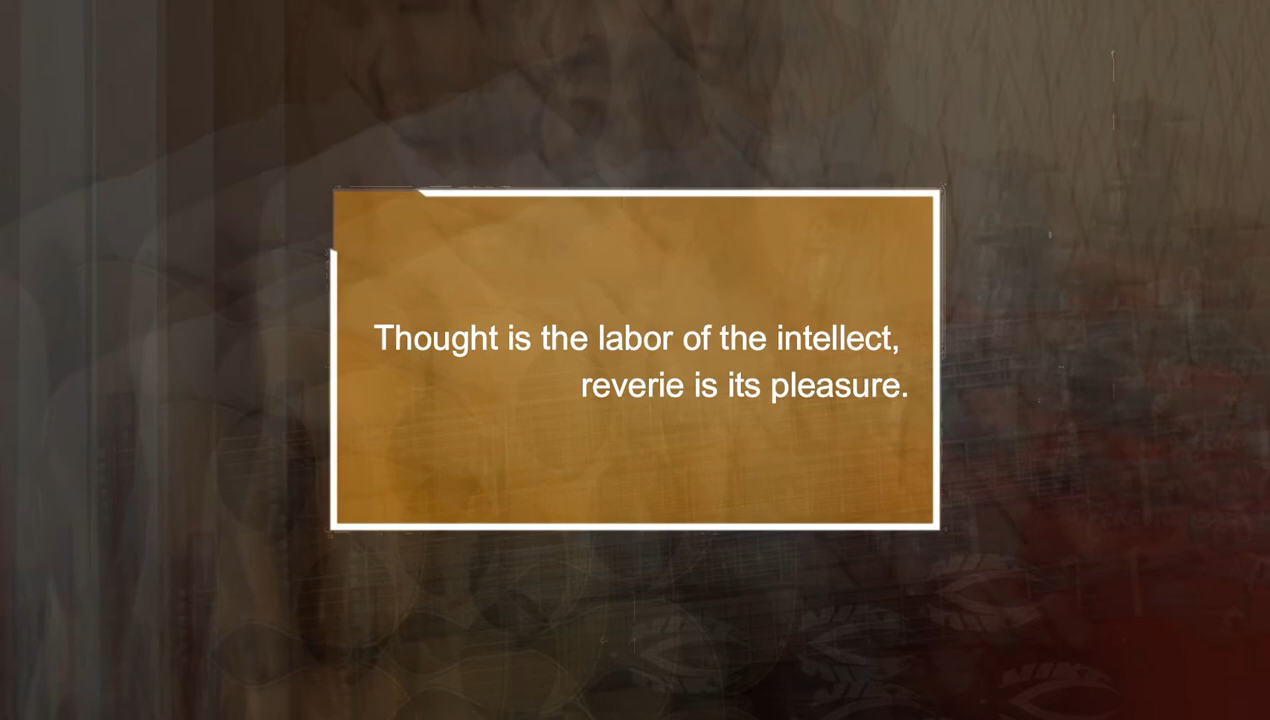 Thought is the labor of the intellect,
reverie is its pleasure.